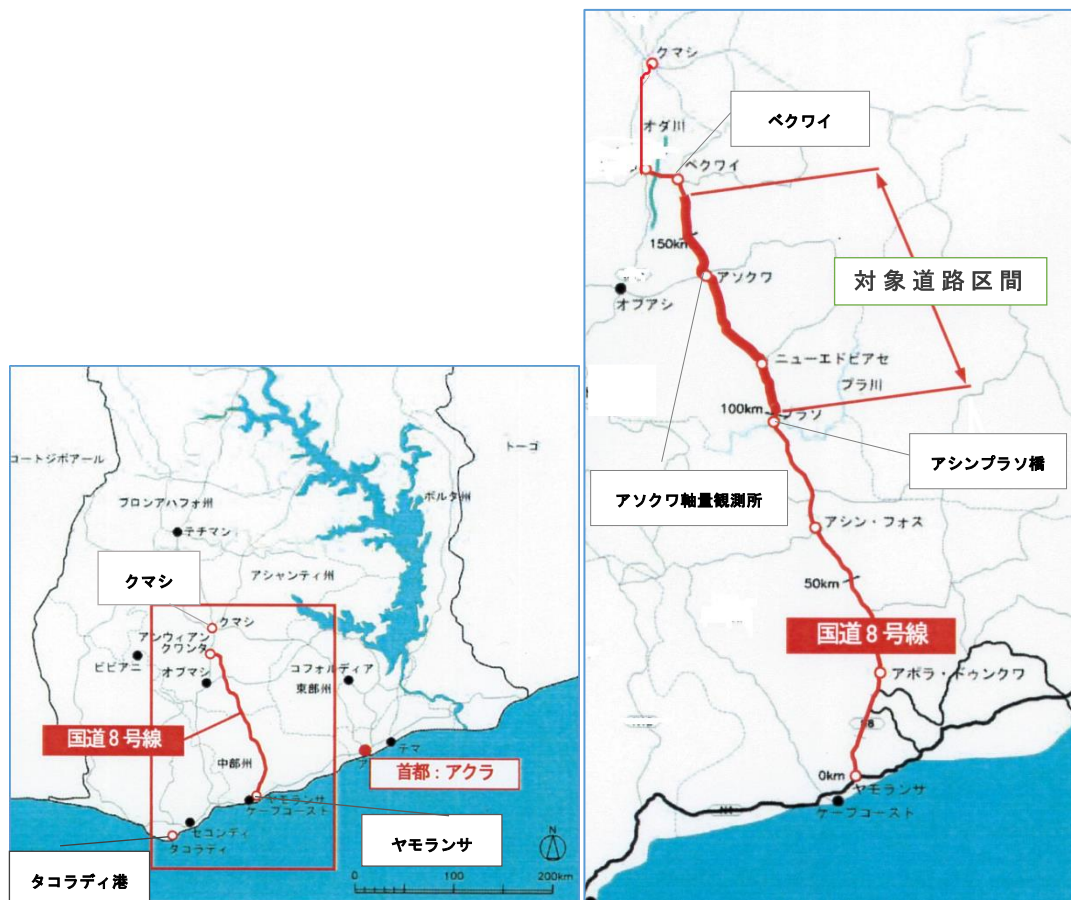 コートジボアール
トーゴ
ブロンアハフォ州
ボルタ州
テチマン
クマシ
アシャンティ州
クマシ
アンウィアン
クワンタ
ビビアニ
オブマシ
コフォルディア
東部州
国道8号線
中部州
テマ
首都：アクラ
ヤモランサ
ケープコースト
セコンディ
タコラディ
ヤモランサ
タコラディ港
N
0 100 200km
クマシ
オダ川
ベクワイ
ベクワイ
150km
アソクワ
対象道路区間
オブアシ
ニューエドビアセ
プラ川
100km
プラソ
アシンプラソ橋
アソクワ軸量観測所
アシン・フォス
50km
国道8号線
アボラ・ドゥンクワ
0km
ヤモランサ
ケープコースト